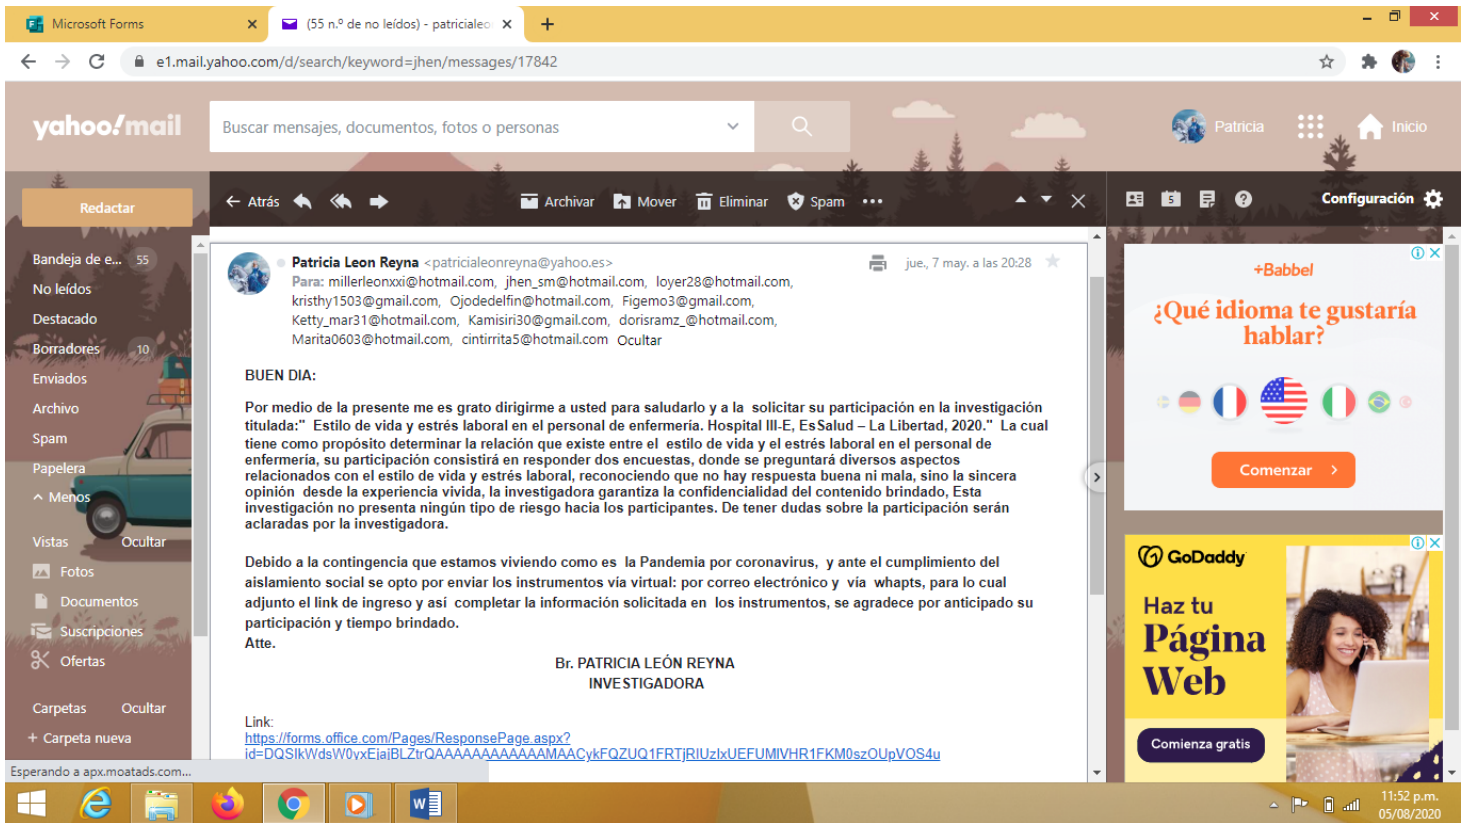 Microsoft Forms
(55 n.º de no leídos) - patricialeo
e1.mail.yahoo.com/d/search/keyword=jhen/messages/17842
yahoo!mail
Buscar mensajes, documentos, fotos o personas
Patricia
Inicio
Redactar
Atrás
Archivar
Mover
Eliminar
Spam
5
Configuración
Bandeja de e... 55
No leídos
Destacado
Borradores 10
Enviados
Archivo
Spam
Papelera
Menos
Vistas Ocultar
Fotos
Documentos
Suscripciones
Ofertas
Carpetas Ocultar
+ Carpeta nueva
Patricia Leon Reyna <patricialeonreyna@yahoo.es>
jue., 7 may. a las 20:28
Para: millerleonxxi@hotmail.com, jhen_sm@hotmail.com, loyer28@hotmail.com,
kristhy1503@gmail.com, Ojodedelfin@hotmail.com, Figemo3@gmail.com,
Ketty_mar31@hotmail.com, Kamisiri30@gmail.com, dorisramz_@hotmail.com,
Marita0603@hotmail.com, cintirrita5@hotmail.com Ocultar
BUEN DIA:
Por medio de la presente me es grato dirigirme a usted para saludarlo y a la solicitar su participación en la investigación
titulada:" Estilo de vida y estrés laboral en el personal de enfermería. Hospital III-E, EsSalud – La Libertad, 2020." La cual
tiene como propósito determinar la relación que existe entre el estilo de vida y el estrés laboral en el personal de
enfermería, su participación consistirá en responder dos encuestas, donde se preguntará diversos aspectos
relacionados con el estilo de vida y estrés laboral, reconociendo que no hay respuesta buena ni mala, sino la sincera
opinión desde la experiencia vivida, la investigadora garantiza la confidencialidad del contenido brindado, Esta
investigación no presenta ningún tipo de riesgo hacia los participantes. De tener dudas sobre la participación serán
aclaradas por la investigadora.
Debido a la contingencia que estamos viviendo como es la Pandemia por coronavirus, y ante el cumplimiento del
aislamiento social se opto por enviar los instrumentos vía virtual: por correo electrónico y vía whapts, para lo cual
adjunto el link de ingreso y así completar la información solicitada en los instrumentos, se agradece por anticipado su
participación y tiempo brindado.
Atte.
Br. PATRICIA LEÓN REYNA
INVESTIGADORA
Link:
https://forms.office.com/Pages/ResponsePage.aspx?
id=DQSIkWdsW0yxEjajBLZtrQAAAAAAAAAAAAMAACykFQZUQ1FRTjRIUzIxUEFUMlVHR1FKM0szOUpVOS4u
+Babbel
¿Qué idioma te gustaría
hablar?
Comenzar
GoDaddy
Haz tu
Página
Web
Comienza gratis
Esperando a apx.moatads.com...
11:52 p.m.
05/08/2020